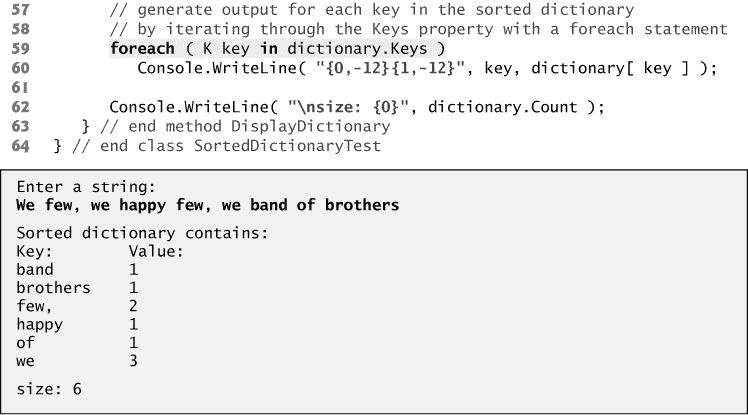 57 // generate output for each key in the sorted dictionary
58 // by iterating through the Keys property with a foreach statement
59 foreach ( K key in dictionary.Keys )
60 Console.WriteLine( "{0,-12}{1,-12}", key, dictionary[ key ] );
61
62 Console.WriteLine( "\nsize: {0}", dictionary.Count );
63 } // end method DisplayDictionary
64 } // end class SortedDictionaryTest
Enter a string:
We few, we happy few, we band of brothers
Sorted dictionary contains:
Key: Value:
band 1
brothers 1
few, 2
happy 1
of 1
we 3
size: 6